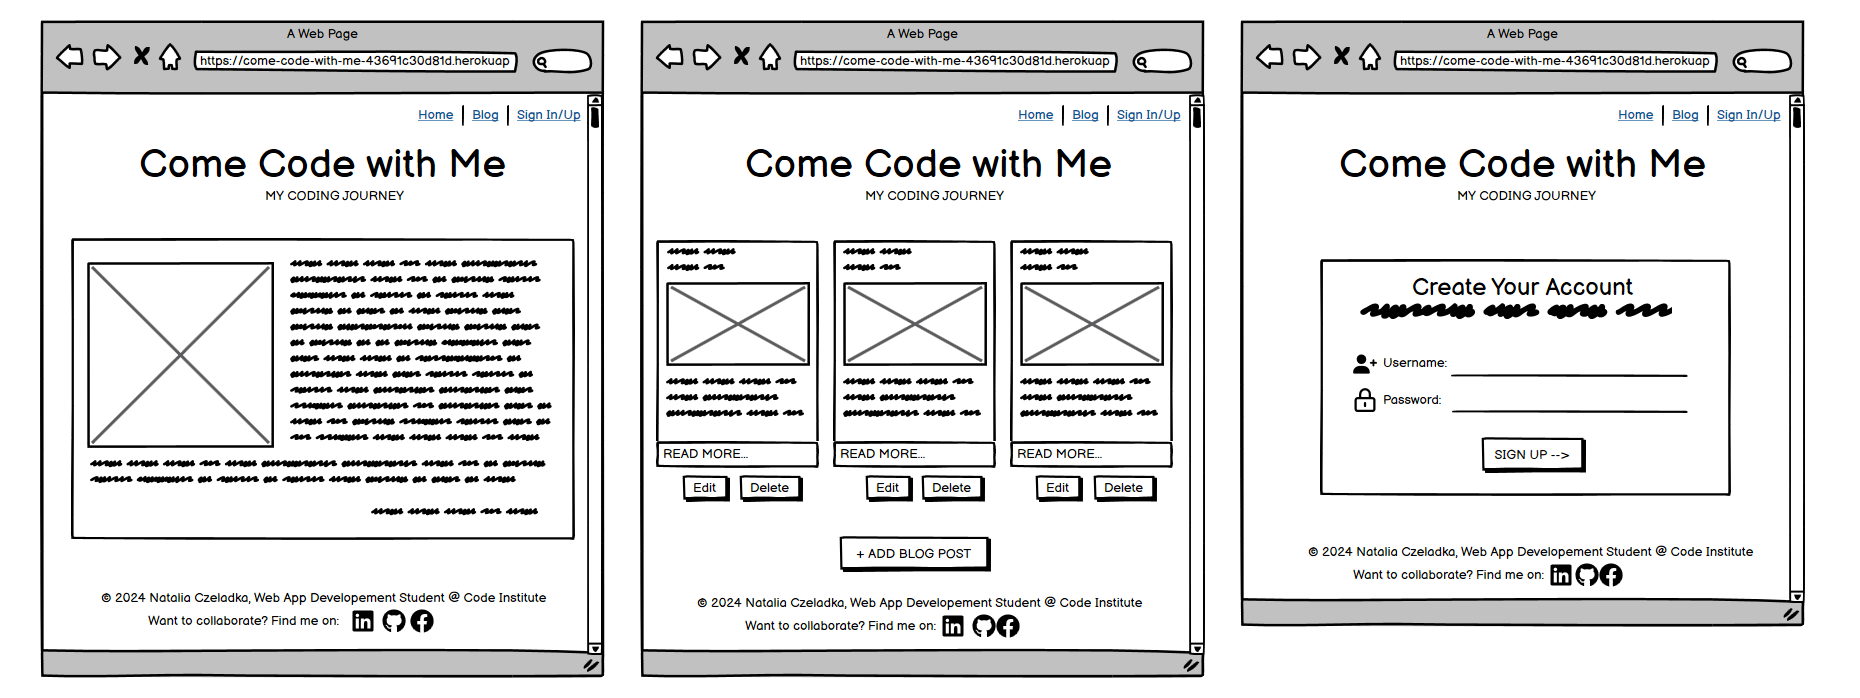 A Web Page
https://come-code-with-me-43691c30d81d.herokuap
Home Blog Sign In/Up
Come Code with Me
MY CODING JOURNEY
© 2024 Natalia Czeladka, Web App Developement Student @ Code Institute
Want to collaborate? Find me on: in
A Web Page
https://come-code-with-me-43691c30d81d.herokuap
Home Blog Sign In/Up
Come Code with Me
MY CODING JOURNEY
READ MORE... READ MORE... READ MORE...
Edit Delete Edit Delete Edit Delete
+ ADD BLOG POST
© 2024 Natalia Czeladka, Web App Developement Student @ Code Institute
Want to collaborate? Find me on: in
A Web Page
https://come-code-with-me-43691c30d81d.herokuap
Home Blog Sign In/Up
Come Code with Me
MY CODING JOURNEY
Create Your Account
Username:
Password:
SIGN UP -->
© 2024 Natalia Czeladka, Web App Developement Student @ Code Institute
Want to collaborate? Find me on: in